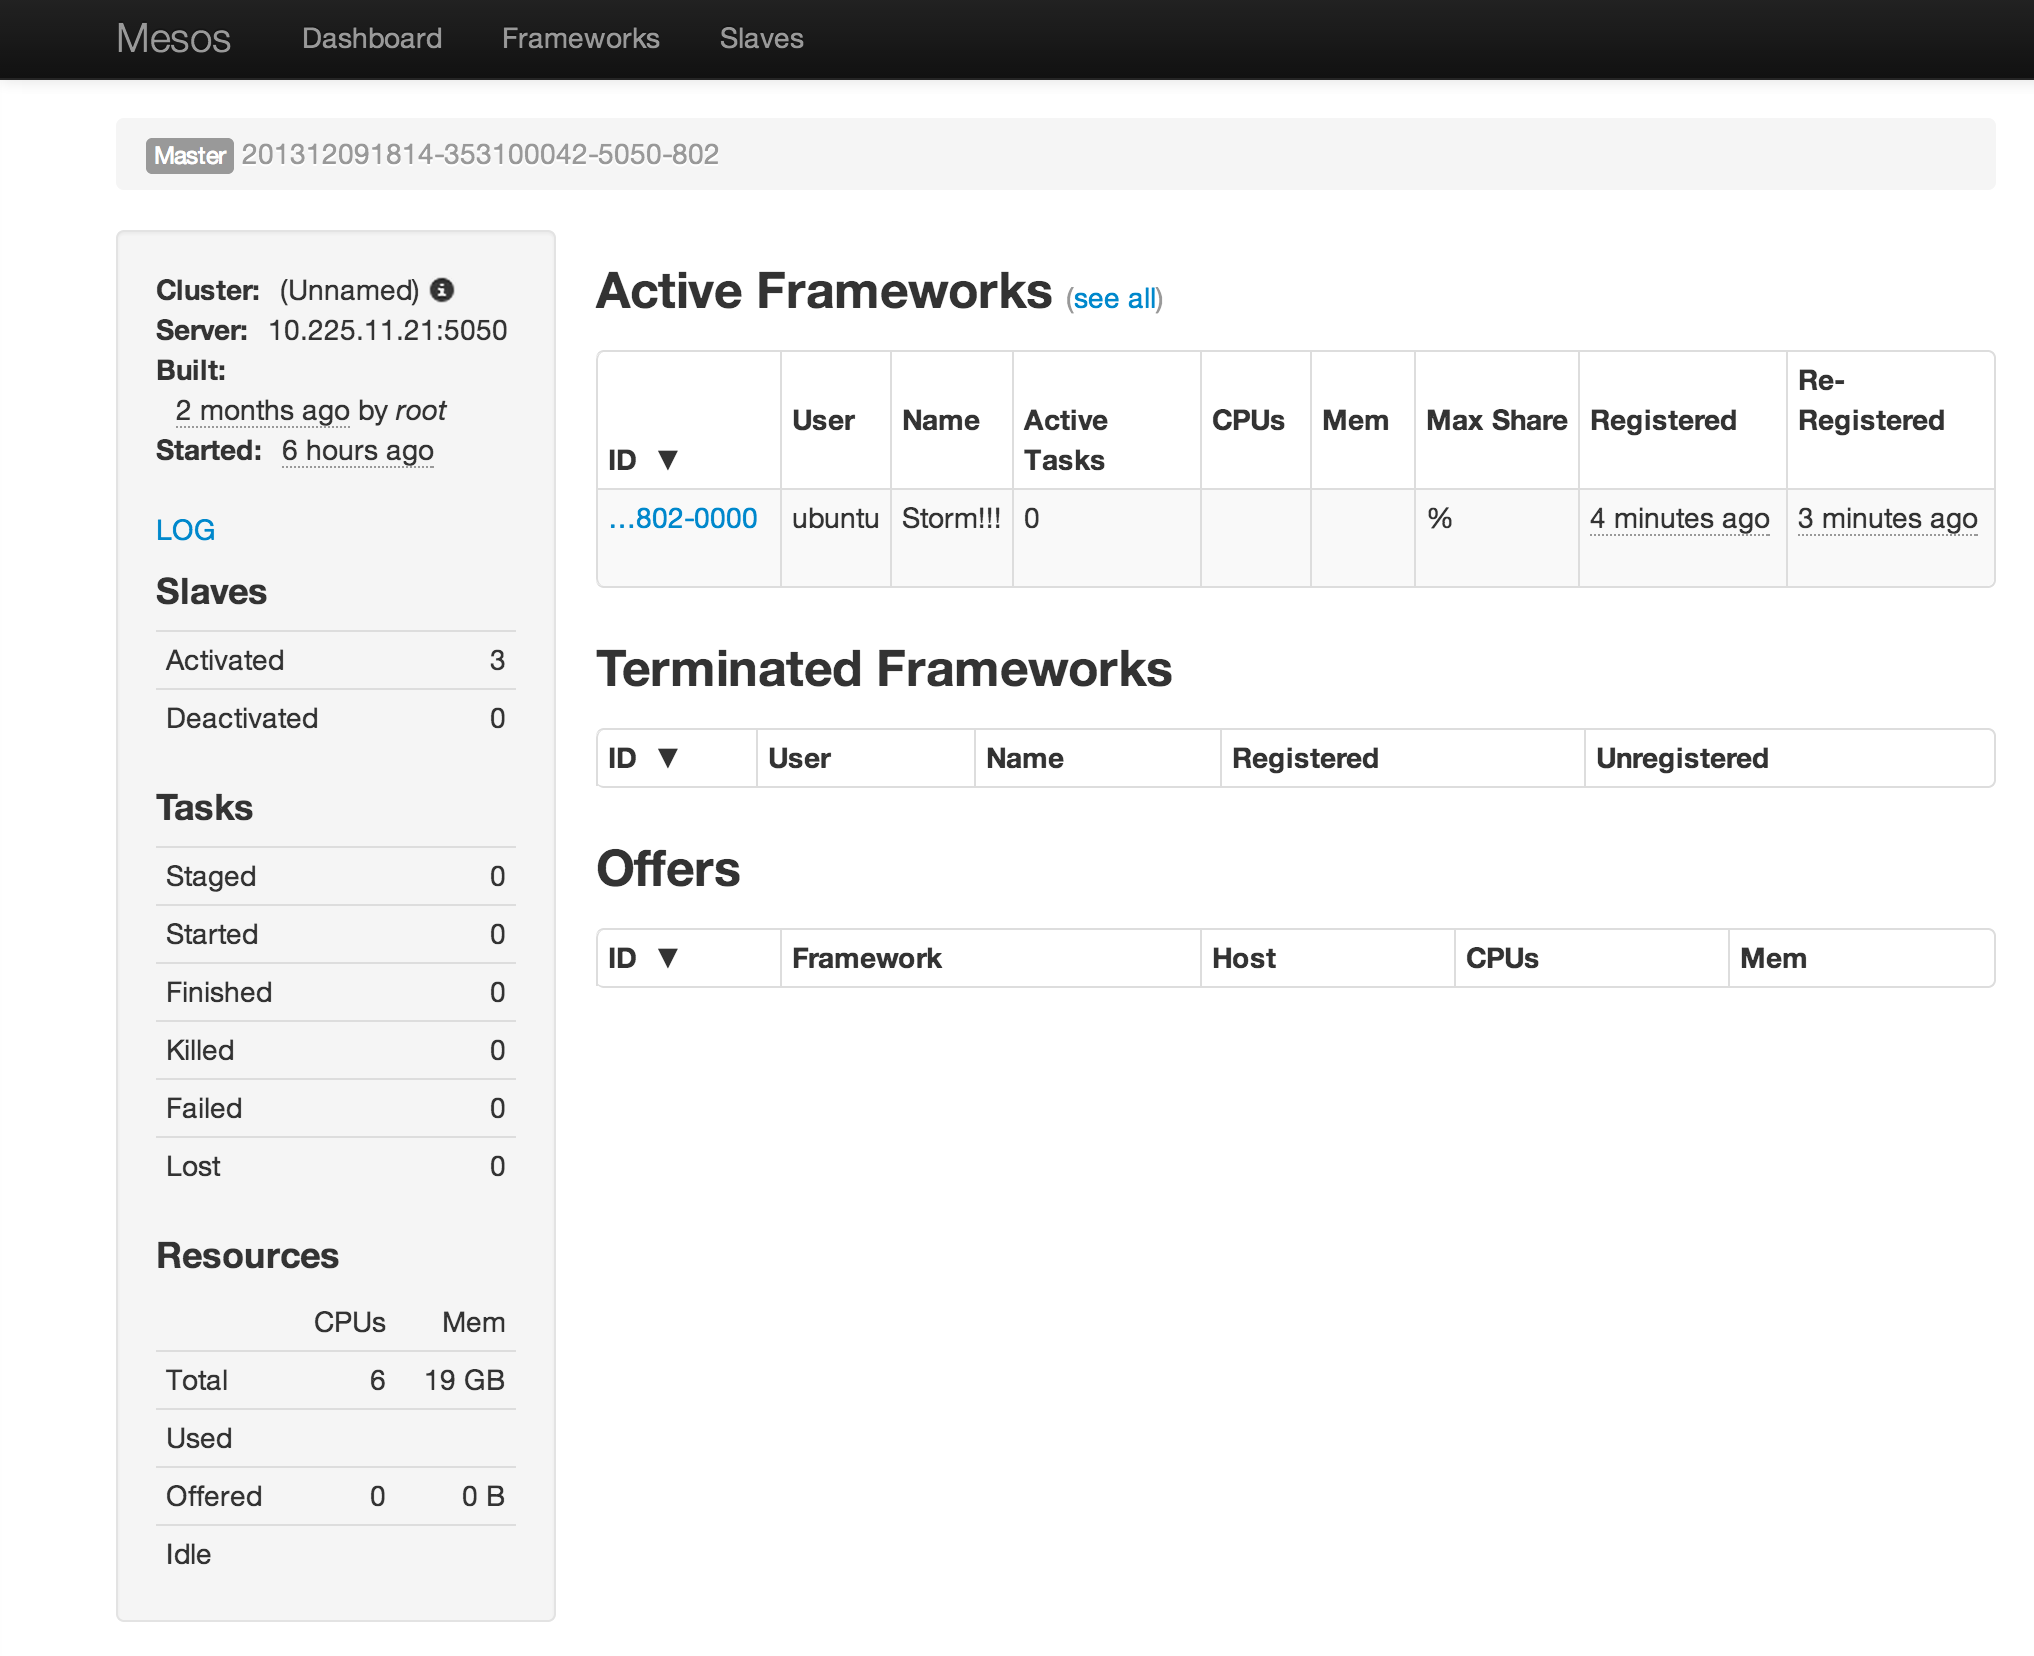 Mesos Dashboard Frameworks Slaves
Master 201312091814-353100042-5050-802
Cluster: (Unnamed)
Server: 10.225.11.21:5050
Built:
2 months ago by root
Started: 6 hours ago
LOG
Slaves
Activated 3
Deactivated 0
Tasks
Staged 0
Started 0
Finished 0
Killed 0
Failed 0
Lost 0
Resources
CPUs Mem
Total 6 19 GB
Used
Offered 0 0 B
Idle
Active Frameworks (see all)
ID ▼ User Name Active Tasks CPUs Mem Max Share Registered Re-Registered
...802-0000 ubuntu Storm!!! 0 % 4 minutes ago 3 minutes ago
Terminated Frameworks
ID ▼ User Name Registered Unregistered
Offers
ID ▼ Framework Host CPUs Mem